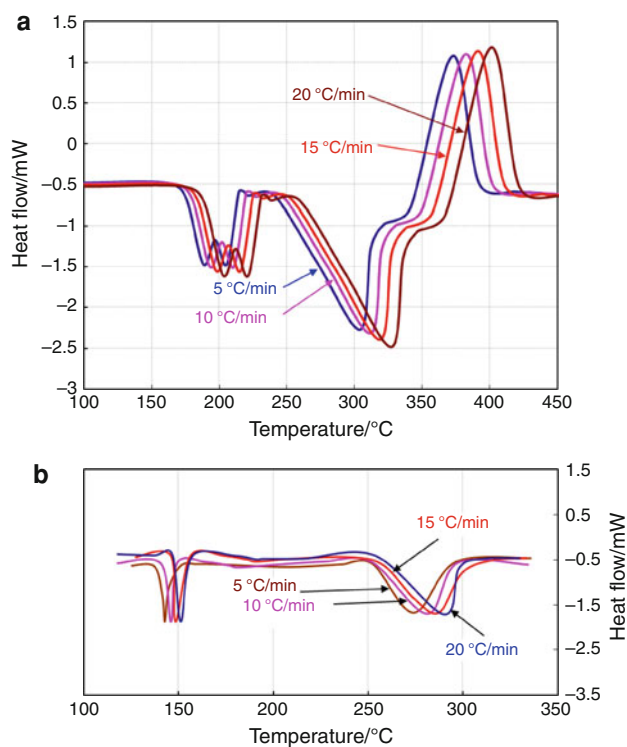 a
1.5
1
0.5
0
−0.5
−1
−1.5
−2
−2.5
−3
Heat flow/mW
20 °C/min
15 °C/min
5 °C/min
10 °C/min
100 150 200 250 300 350 400 450
Temperature/°C
b
1.5
0.5
−0.5
−1.5
−2.5
−3.5
Heat flow/mW
15 °C/min
5 °C/min
10 °C/min
20 °C/min
100 150 200 250 300 350
Temperature/°C